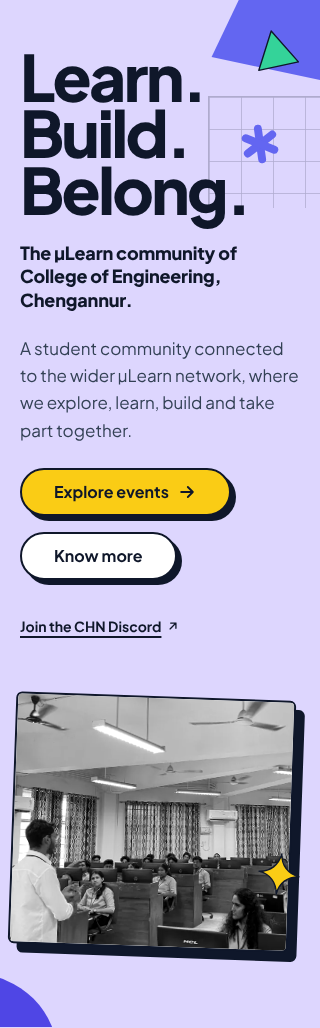 Learn.
Build.
Belong.
The µLearn community of
College of Engineering,
Chengannur.
A student community connected
to the wider µLearn network, where
we explore, learn, build and take
part together.
Explore events →
Know more
Join the CHN Discord ↗